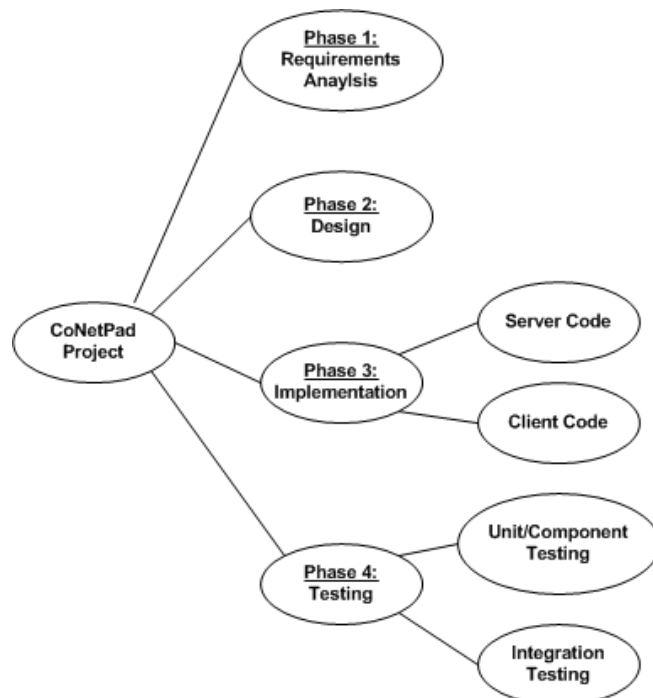 Phase 1:
Requirements
Anaylsis
Phase 2:
Design
CoNetPad
Project
Phase 3:
Implementation
Server Code
Client Code
Phase 4:
Testing
Unit/Component
Testing
Integration
Testing